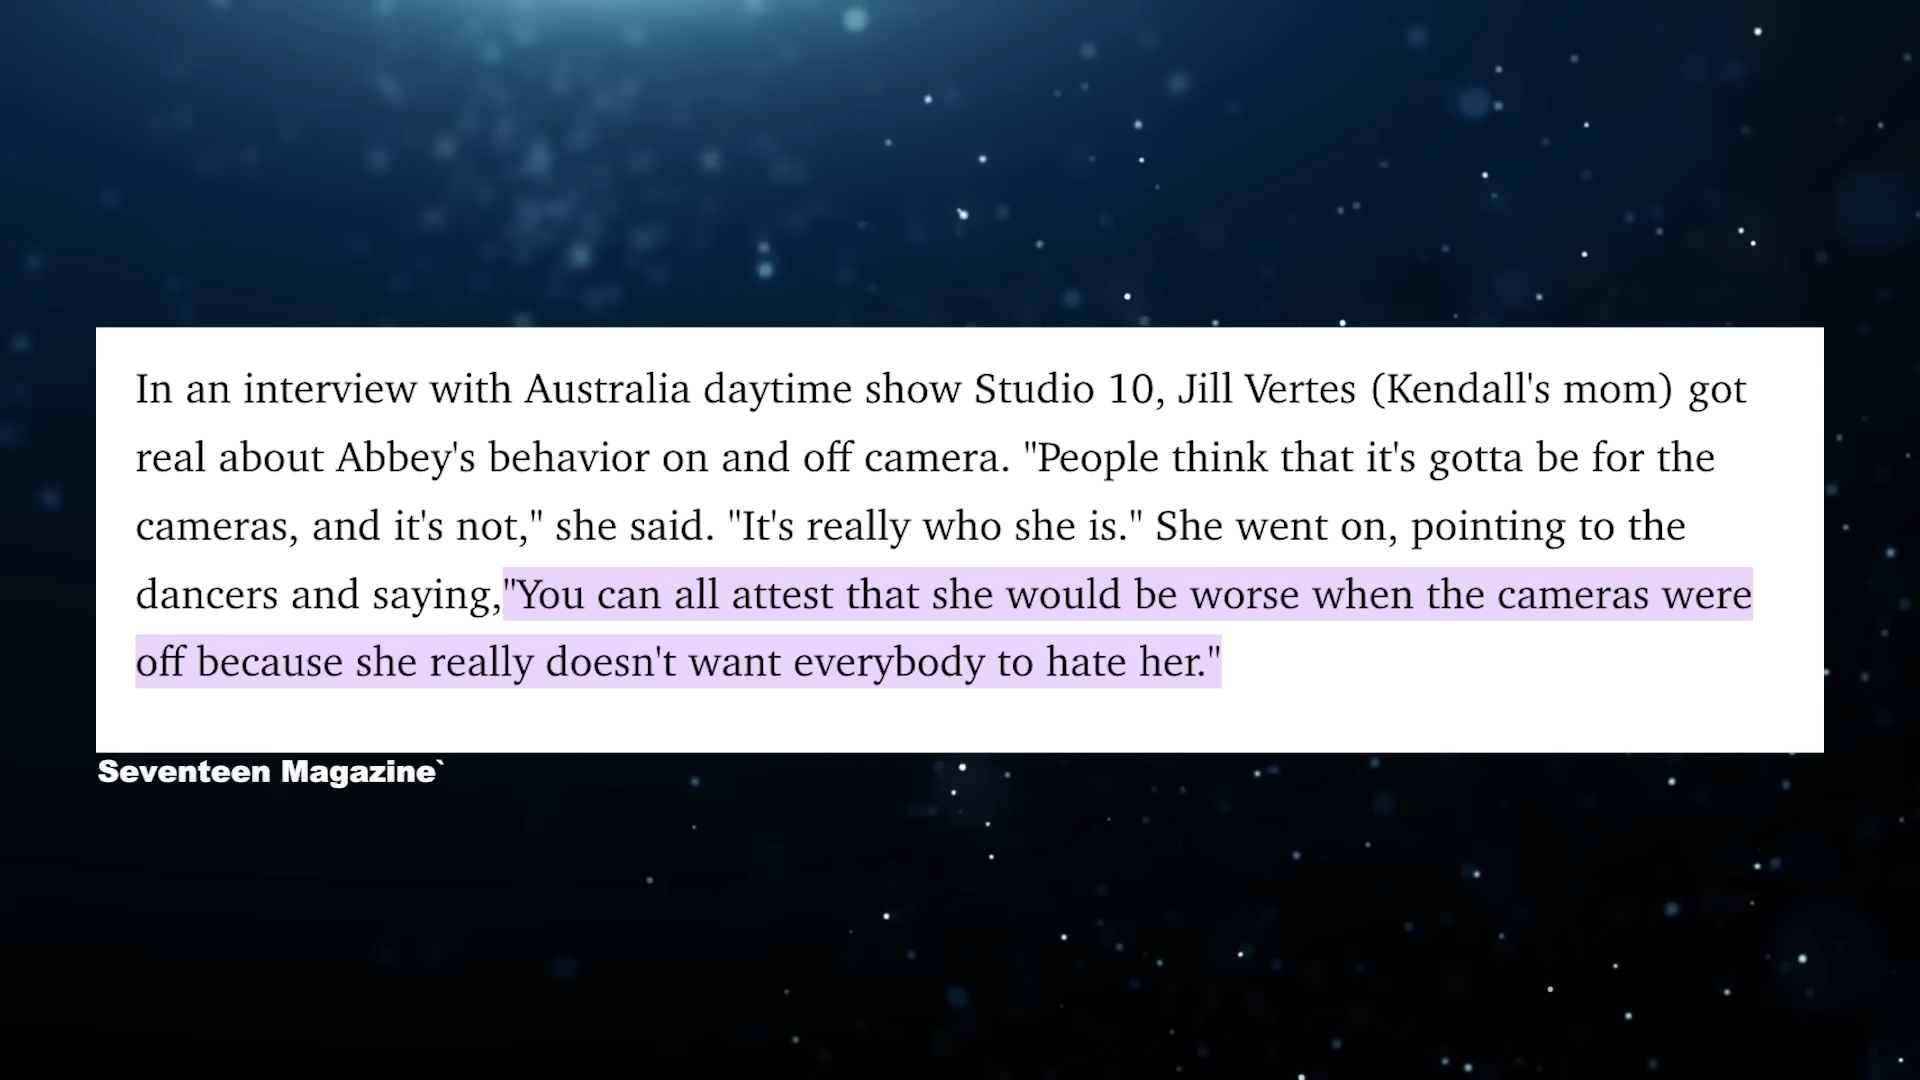 In an interview with Australia daytime show Studio 10, Jill Vertes (Kendall's mom) got
real about Abbey's behavior on and off camera. "People think that it's gotta be for the
cameras, and it's not," she said. "It's really who she is." She went on, pointing to the
dancers and saying,"You can all attest that she would be worse when the cameras were
off because she really doesn't want everybody to hate her."
Seventeen Magazine`